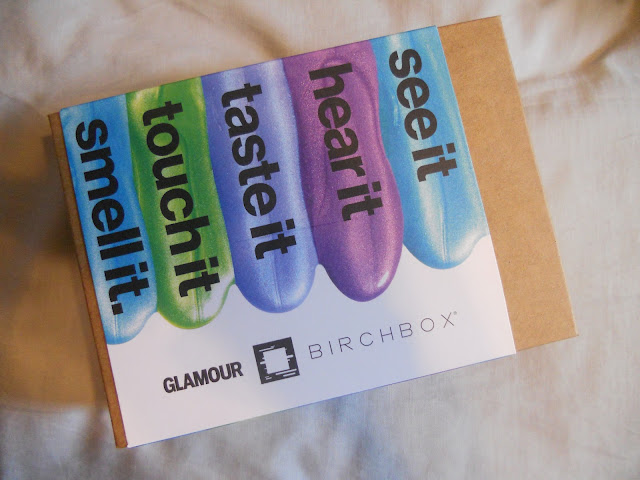 see it
hear it
taste it
touch it
smell it.
GLAMOUR
BIRCHBOX®